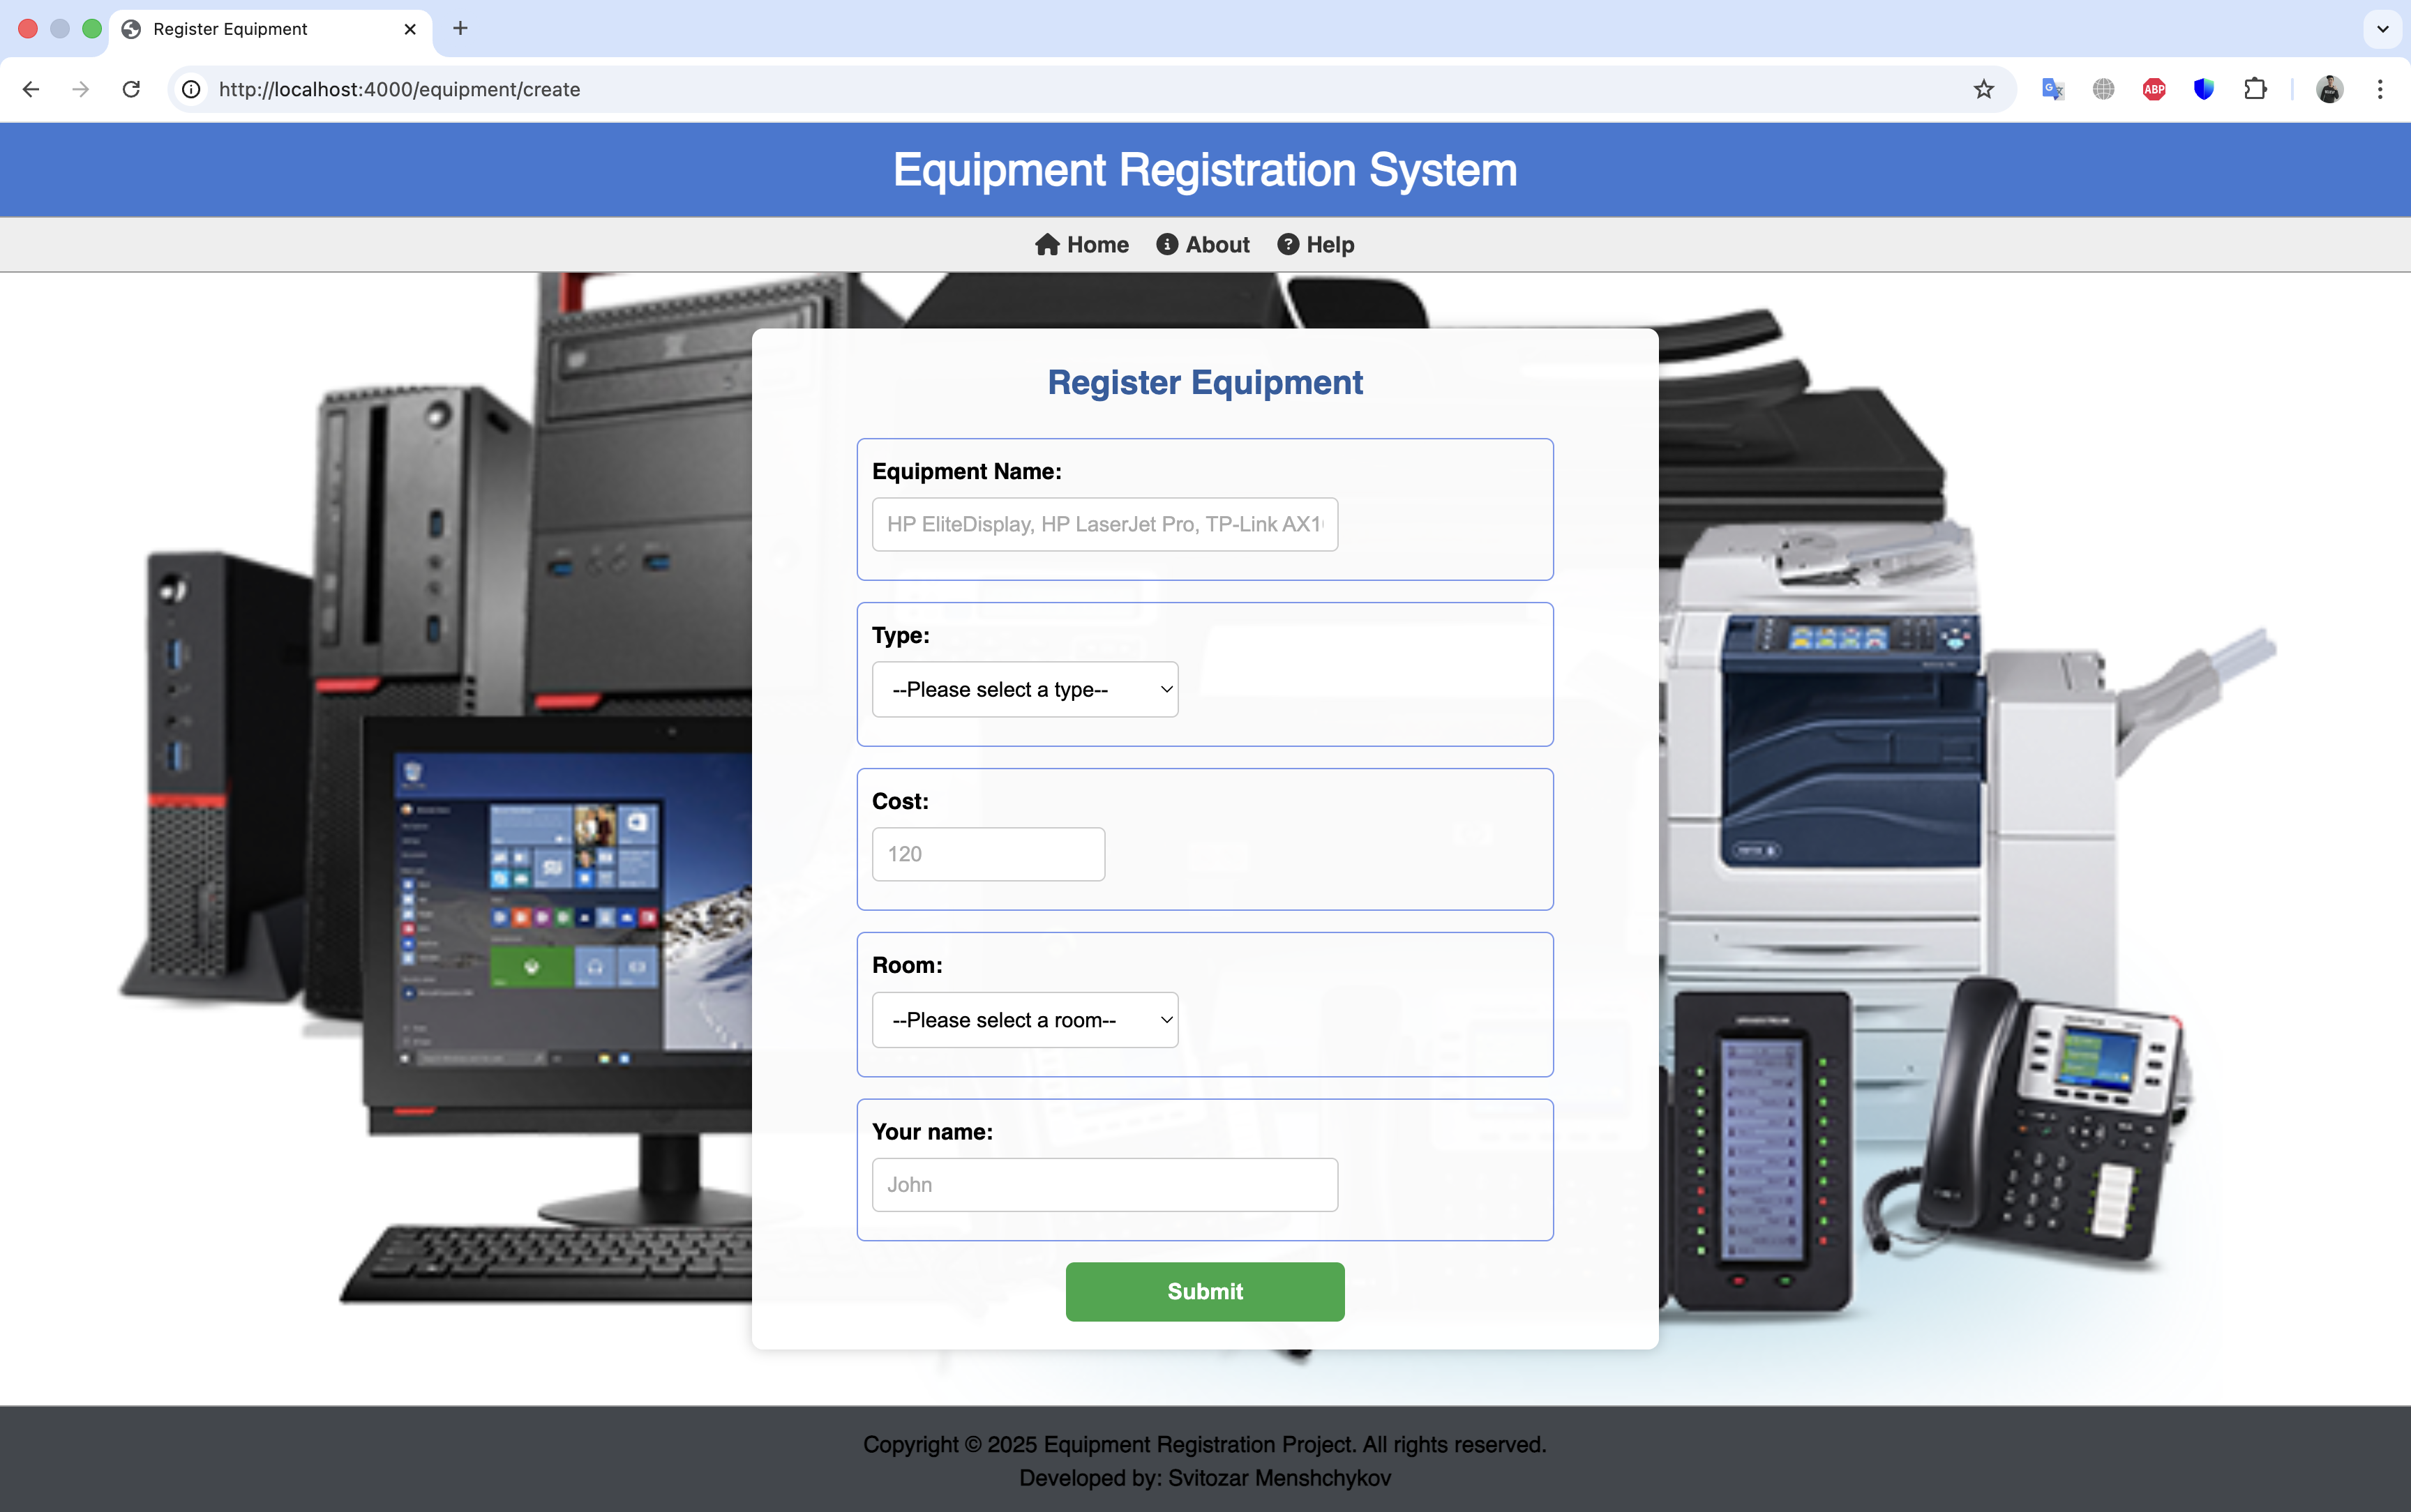 Register Equipment
http://localhost:4000/equipment/create
ABP
Equipment Registration System
Home About Help
Register Equipment
Equipment Name:
HP EliteDisplay, HP LaserJet Pro, TP-Link AX1
Type:
--Please select a type--
Cost:
120
Room:
--Please select a room--
Your name:
John
Submit
Copyright © 2025 Equipment Registration Project. All rights reserved.
Developed by: Svitozar Menshchykov